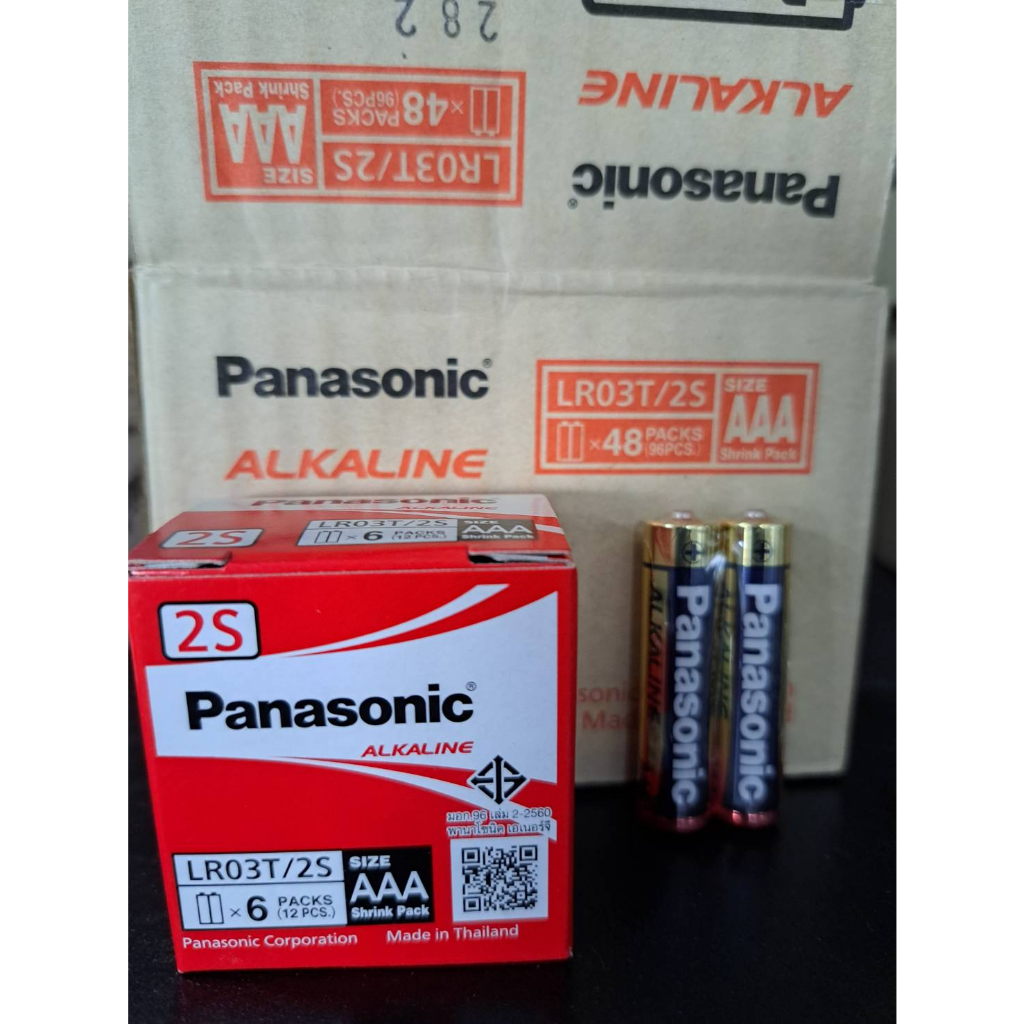 282
ALKALINE
Panasonic®
LR03T/2S
×48 PACKS (96PCS.)
SIZE
AAA
Shrink Pack
Panasonic®
ALKALINE
LR03T/2S
×48 PACKS (96PCS.)
SIZE
AAA
Shrink Pack
Panasonic
ALKALINE
2S
LR03T/2S
×6 PACKS (12 PCS.)
SIZE
AAA
Shrink Pack
2S
Panasonic®
ALKALINE
มอก.96 เล่ม 2-2560
พานาโซนิค เอเนอร์จี
LR03T/2S
×6 PACKS (12 PCS.)
SIZE
AAA
Shrink Pack
Panasonic Corporation
Made in Thailand
+
Panasonic
ALKALINE
+
Panasonic
ALKALINE